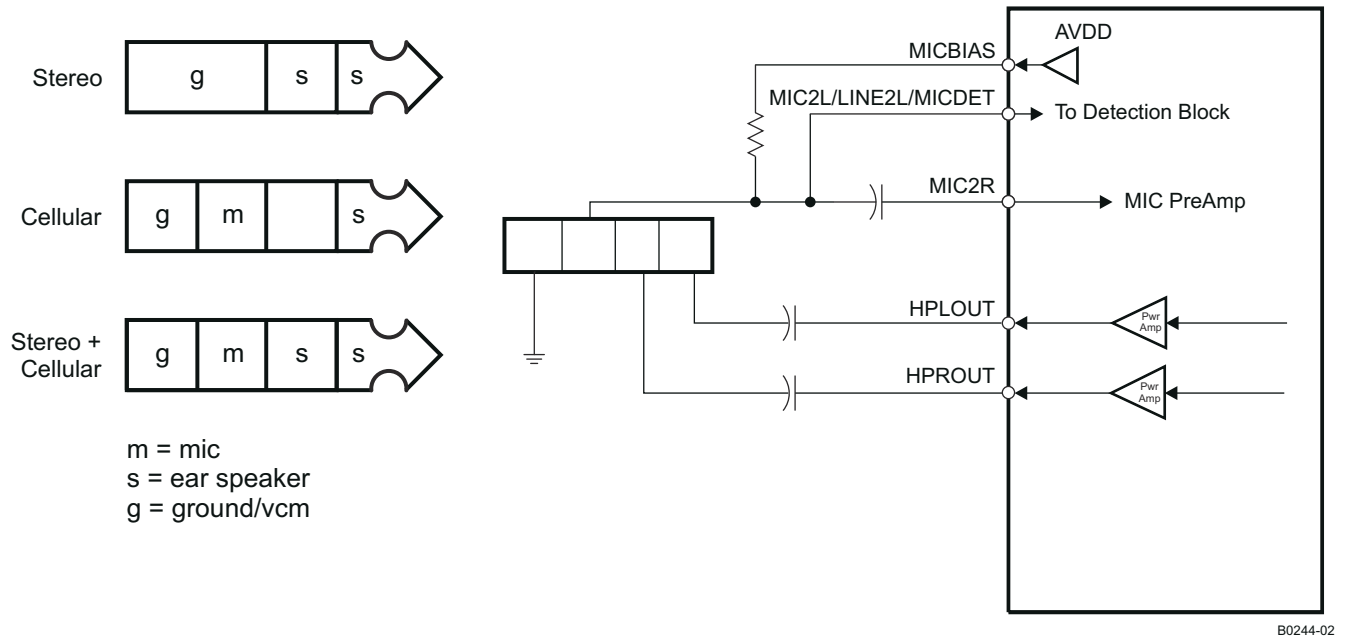 Stereo
g s s
Cellular
g m s
Stereo +
Cellular
g m s s
m = mic
s = ear speaker
g = ground/vcm
AVDD
MICBIAS
MIC2L/LINE2L/MICDET
To Detection Block
MIC2R
MIC PreAmp
HPLOUT
Pwr
Amp
HPROUT
Pwr
Amp
B0244-02